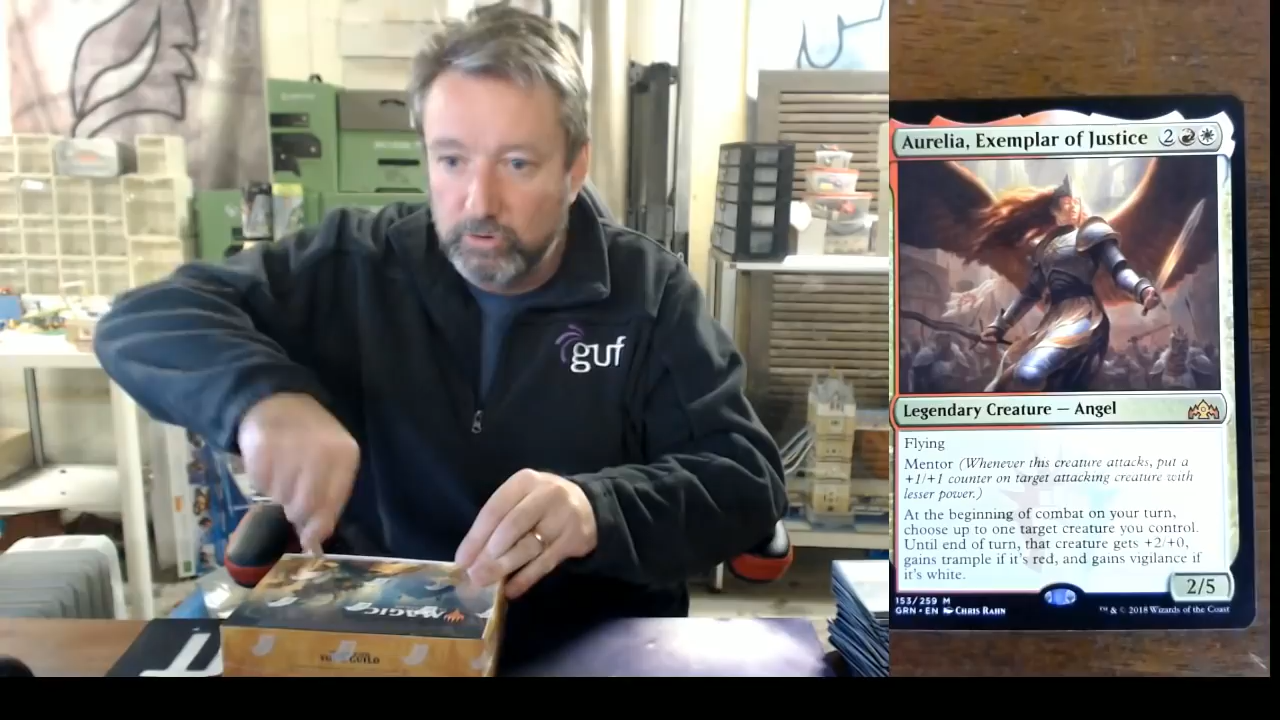 guf
MAGIC
GUILD
Aurelia, Exemplar of Justice 2
Legendary Creature — Angel
Flying
Mentor (Whenever this creature attacks, put a
+1/+1 counter on target attacking creature with
lesser power.)
At the beginning of combat on your turn,
choose up to one target creature you control.
Until end of turn, that creature gets +2/+0,
gains trample if it's red, and gains vigilance if
it's white.
2/5
153/259 M
GRN • EN Chris Rahn
™ & © 2018 Wizards of the Coast